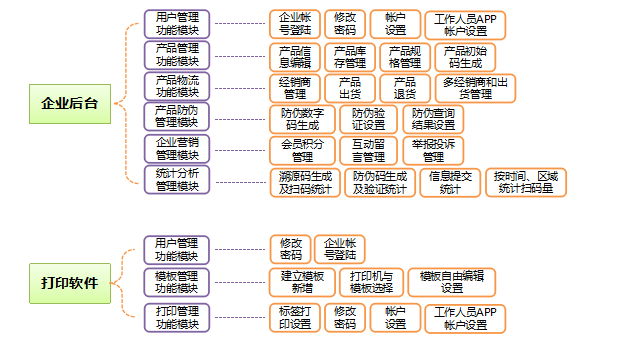 企业后台
用户管理
功能模块
企业帐
号登陆
修改
密码
帐户
设置
工作人员APP
帐户设置
产品管理
功能模块
产品信
息编辑
产品库
存管理
产品规
格管理
产品初始
码生成
产品物流
功能模块
经销商
管理
产品
出货
产品
退货
多经销商和出
货管理
产品防伪
管理模块
防伪数字
码生成
防伪验
证设置
防伪查询
结果设置
企业营销
管理模块
会员积分
管理
互动留
言管理
举报投诉
管理
统计分析
管理模块
溯源码生成
及扫码统计
防伪码生成
及验证统计
信息提交
统计
按时间、区域
统计扫码量
打印软件
用户管理
功能模块
修改
密码
企业帐
号登陆
模板管理
功能模块
建立模板
新增
打印机与
模板选择
模板自由编辑
设置
打印管理
功能模块
标签打
印设置
修改
密码
帐户
设置
工作人员APP
帐户设置